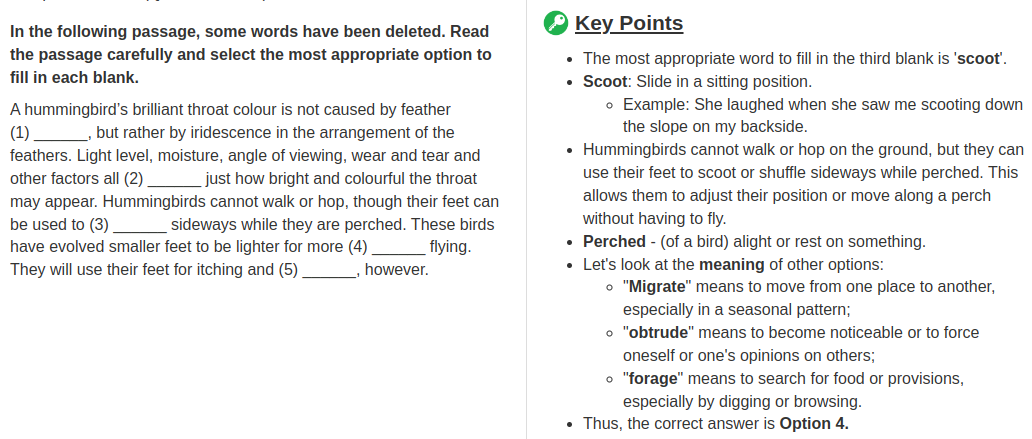 In the following passage, some words have been deleted. Read
the passage carefully and select the most appropriate option to
fill in each blank.
A hummingbird’s brilliant throat colour is not caused by feather
(1) ______, but rather by iridescence in the arrangement of the
feathers. Light level, moisture, angle of viewing, wear and tear and
other factors all (2) ______ just how bright and colourful the throat
may appear. Hummingbirds cannot walk or hop, though their feet can
be used to (3) ______ sideways while they are perched. These birds
have evolved smaller feet to be lighter for more (4) ______ flying.
They will use their feet for itching and (5) ______, however.
Key Points
• The most appropriate word to fill in the third blank is 'scoot'.
• Scoot: Slide in a sitting position.
◦ Example: She laughed when she saw me scooting down
the slope on my backside.
• Hummingbirds cannot walk or hop on the ground, but they can
use their feet to scoot or shuffle sideways while perched. This
allows them to adjust their position or move along a perch
without having to fly.
• Perched - (of a bird) alight or rest on something.
• Let's look at the meaning of other options:
◦ "Migrate" means to move from one place to another,
especially in a seasonal pattern;
◦ "obtrude" means to become noticeable or to force
oneself or one's opinions on others;
◦ "forage" means to search for food or provisions,
especially by digging or browsing.
• Thus, the correct answer is Option 4.